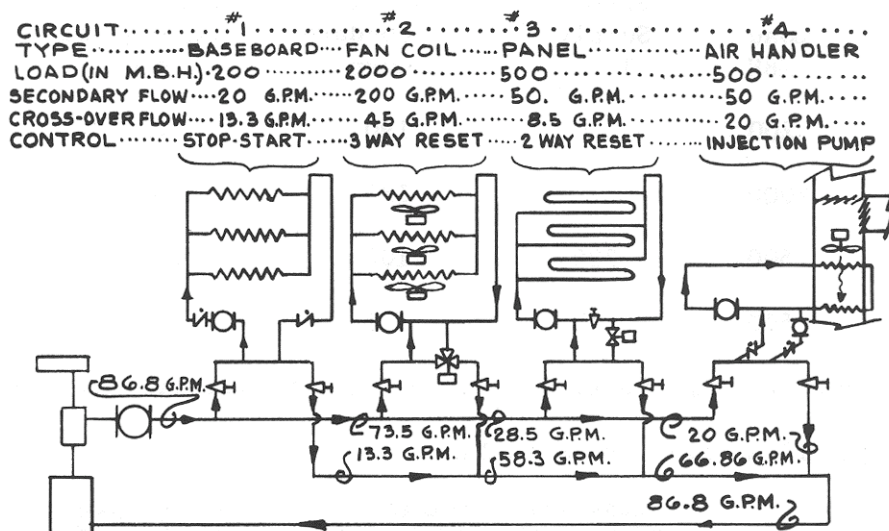 CIRCUIT.......#1.......#2.......#3.......#4....
TYPE.......BASEBOARD...FAN COIL....PANEL........AIR HANDLER
LOAD (IN M.B.H.).200.......2000.......500.......500.....
SECONDARY FLOW....20 G.P.M....200 G.P.M....50. G.P.M.......50 G.P.M.....
CROSS-OVER FLOW....13.3 G.P.M....45 G.P.M......8.5 G.P.M......20 G.P.M.....
CONTROL.......STOP-START.....3 WAY RESET....2 WAY RESET.....INJECTION PUMP
86.8 G.P.M.
73.5 G.P.M. 28.5 G.P.M. 20 G.P.M.
13.3 G.P.M. 58.3 G.P.M. 66.86 G.P.M.
86.8 G.P.M.